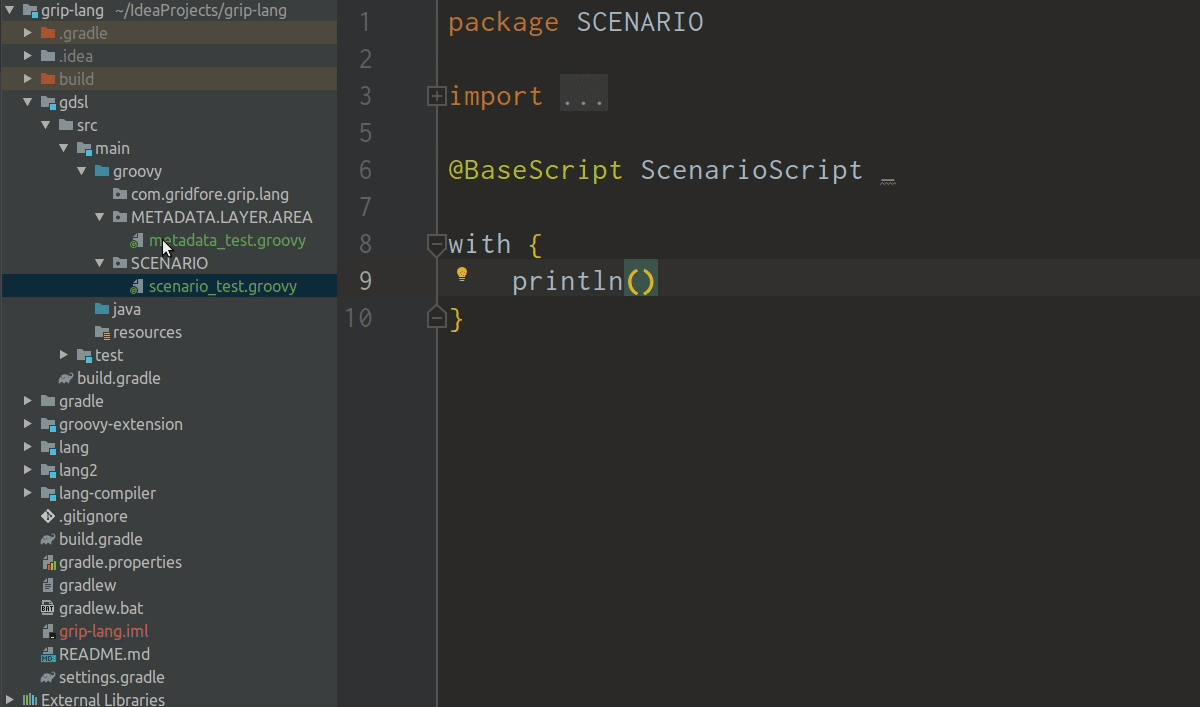 grip-lang ~/IdeaProjects/grip-lang
.gradle
.idea
build
gdsl
src
main
groovy
com.gridfore.grip.lang
METADATA.LAYER.AREA
metadata_test.groovy
SCENARIO
scenario_test.groovy
java
resources
test
build.gradle
gradle
groovy-extension
lang
lang2
lang-compiler
.gitignore
build.gradle
gradle.properties
gradlew
gradlew.bat
grip-lang.iml
README.md
settings.gradle
External Libraries
1 package SCENARIO
2
3 import ...
5
6 @BaseScript ScenarioScript _
7
8 with {
9 println()
10 }